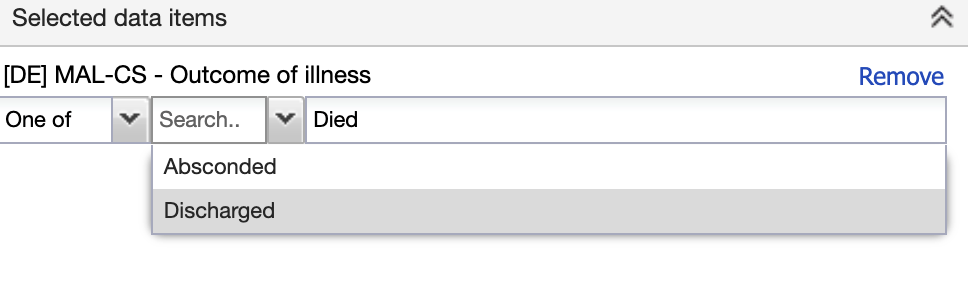 Selected data items
[DE] MAL-CS - Outcome of illness Remove
One of Search.. Died
Absconded
Discharged